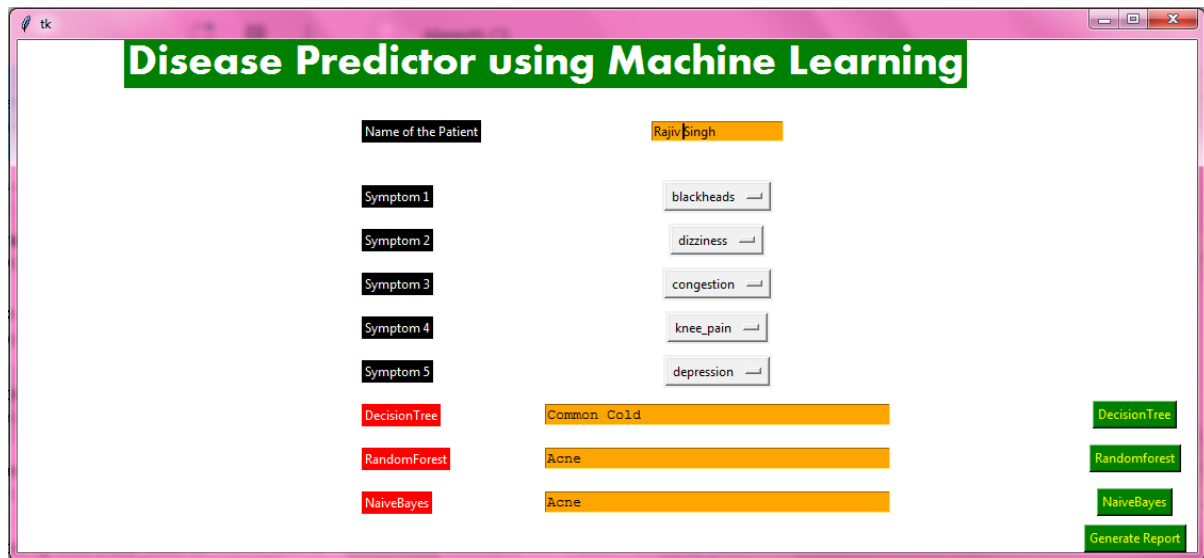 tk
Disease Predictor using Machine Learning
Name of the Patient Rajiv Singh
Symptom 1 blackheads
Symptom 2 dizziness
Symptom 3 congestion
Symptom 4 knee_pain
Symptom 5 depression
DecisionTree Common Cold DecisionTree
RandomForest Acne Randomforest
NaiveBayes Acne NaiveBayes
Generate Report